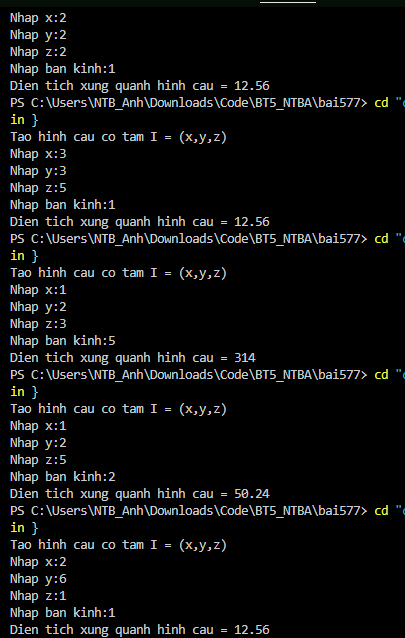 Nhap x:2
Nhap y:2
Nhap z:2
Nhap ban kinh:1
Dien tich xung quanh hinh cau = 12.56
PS C:\Users\NTB_Anh\Downloads\Code\BT5_NTBA\bai577> cd "
in }
Tao hinh cau co tam I = (x,y,z)
Nhap x:3
Nhap y:3
Nhap z:5
Nhap ban kinh:1
Dien tich xung quanh hinh cau = 12.56
PS C:\Users\NTB_Anh\Downloads\Code\BT5_NTBA\bai577> cd "
in }
Tao hinh cau co tam I = (x,y,z)
Nhap x:1
Nhap y:2
Nhap z:3
Nhap ban kinh:5
Dien tich xung quanh hinh cau = 314
PS C:\Users\NTB_Anh\Downloads\Code\BT5_NTBA\bai577> cd "
in }
Tao hinh cau co tam I = (x,y,z)
Nhap x:1
Nhap y:2
Nhap z:5
Nhap ban kinh:2
Dien tich xung quanh hinh cau = 50.24
PS C:\Users\NTB_Anh\Downloads\Code\BT5_NTBA\bai577> cd "
in }
Tao hinh cau co tam I = (x,y,z)
Nhap x:2
Nhap y:6
Nhap z:1
Nhap ban kinh:1
Dien tich xung quanh hinh cau = 12.56